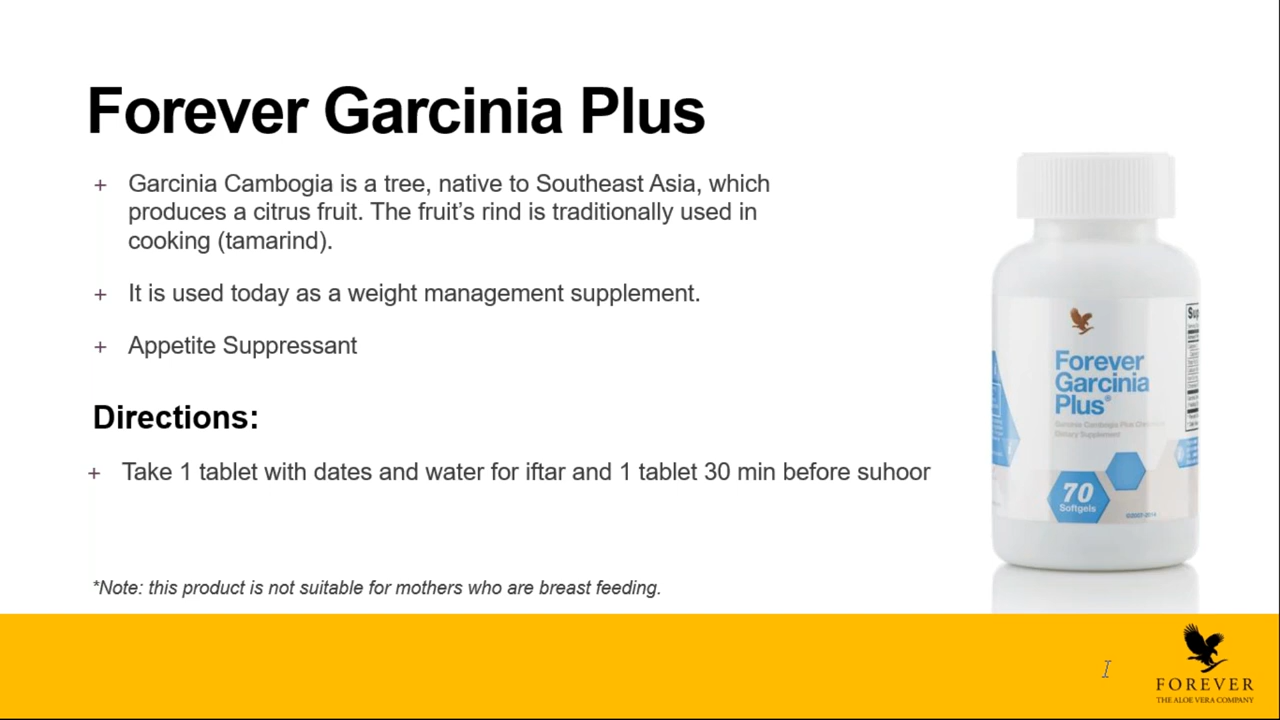 Forever Garcinia Plus
+ Garcinia Cambogia is a tree, native to Southeast Asia, which
produces a citrus fruit. The fruit’s rind is traditionally used in
cooking (tamarind).
+ It is used today as a weight management supplement.
+ Appetite Suppressant
Directions:
+ Take 1 tablet with dates and water for iftar and 1 tablet 30 min before suhoor
*Note: this product is not suitable for mothers who are breast feeding.
Forever
Garcinia
Plus®
Dietary Supplement
70
Softgels
FOREVER
THE ALOE VERA COMPANY